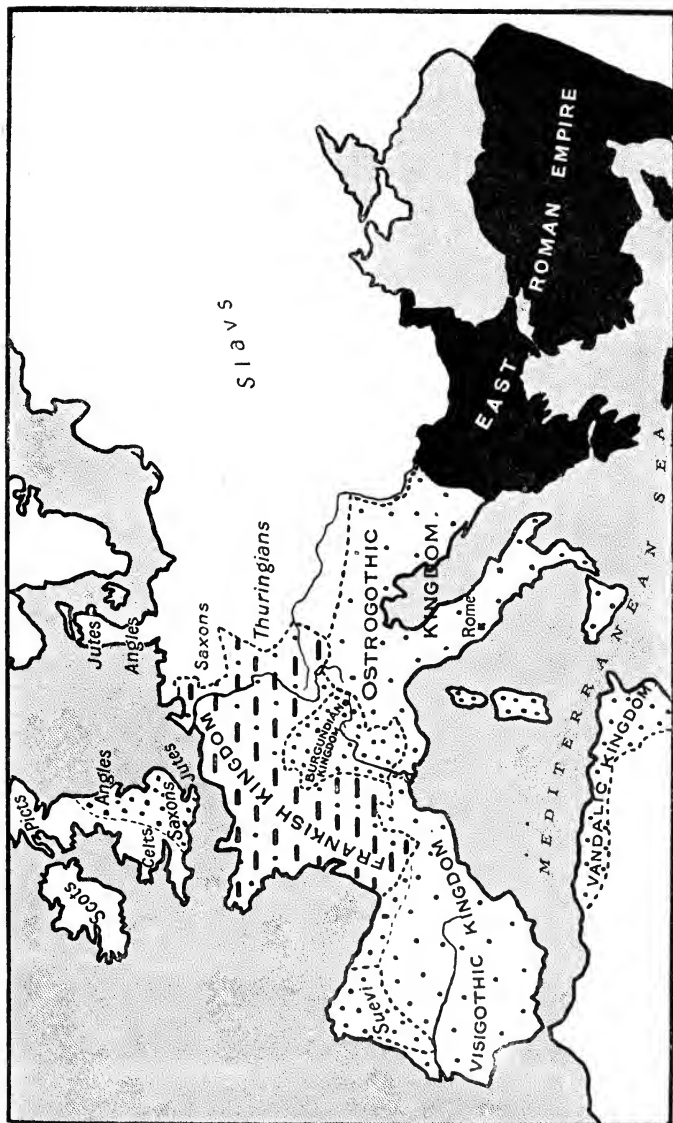 Picts
Scots
Angles
Celts
Saxons
Jutes
Jutes
Angles
Saxons
Thuringians
Slavs
FRANKISH KINGDOM
BURGUNDIAN
KINGDOM
OSTROGOTHIC
KINGDOM
Rome
EAST ROMAN EMPIRE
Suevi
VISIGOTHIC KINGDOM
VANDALIC KINGDOM
MEDITERRANEAN SEA